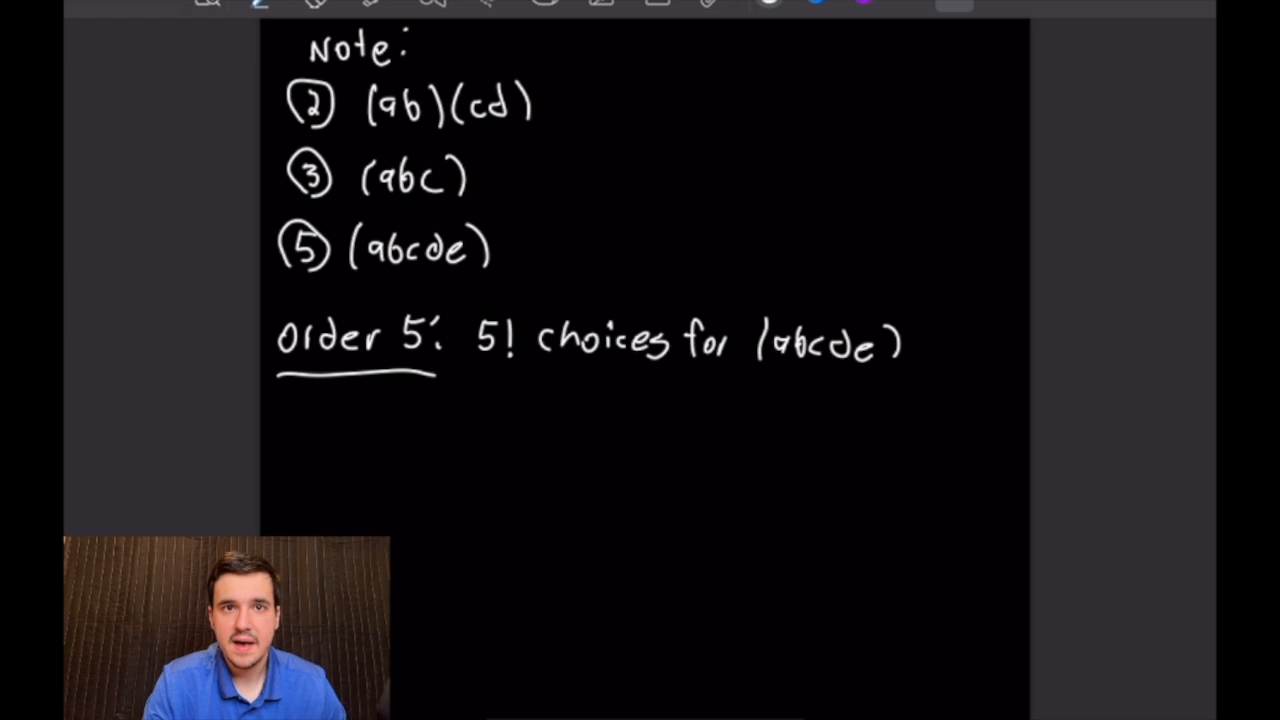 Note:
② (ab)(cd)
③ (abc)
⑤ (abcde)
Order 5: 5! choices for (abcde)